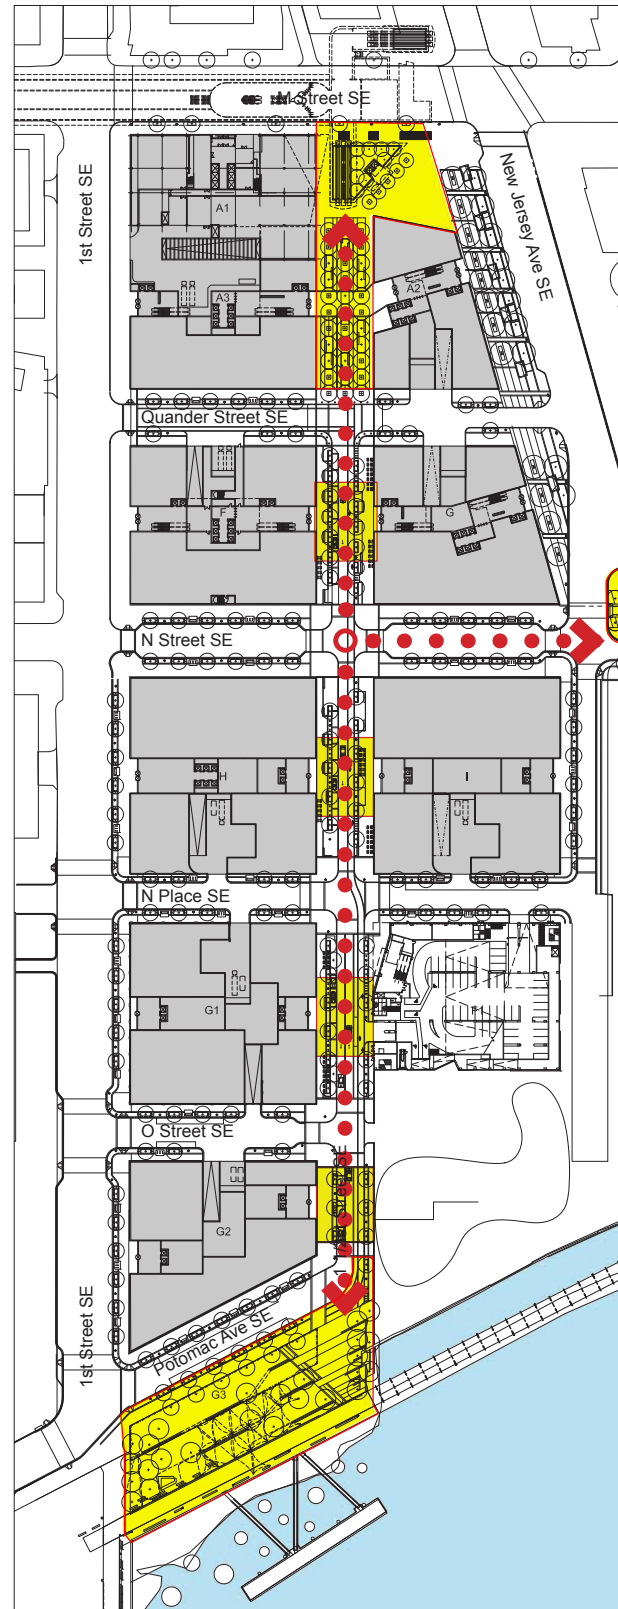 M Street SE
1st Street SE
New Jersey Ave SE
A1
A3
A2
Quander Street SE
F
G
N Street SE
H
I
N Place SE
G1
O Street SE
G2
1st Street SE
Potomac Ave SE
G3